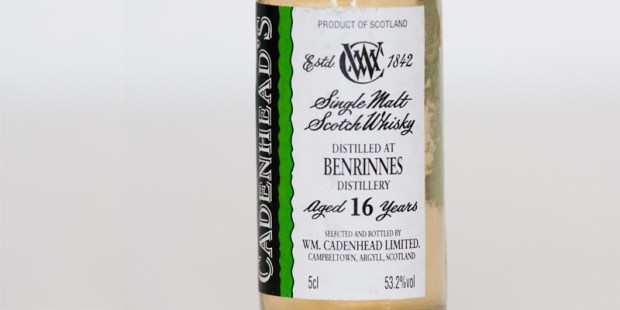 CADENHEAD'S
PRODUCT OF SCOTLAND
Estd. WC 1842
Single Malt
Scotch Whisky
DISTILLED AT
BENRINNES
DISTILLERY
Aged 16 Years
SELECTED AND BOTTLED BY
WM. CADENHEAD LIMITED.
CAMPBELTOWN, ARGYLL, SCOTLAND
5cl 53.2%vol